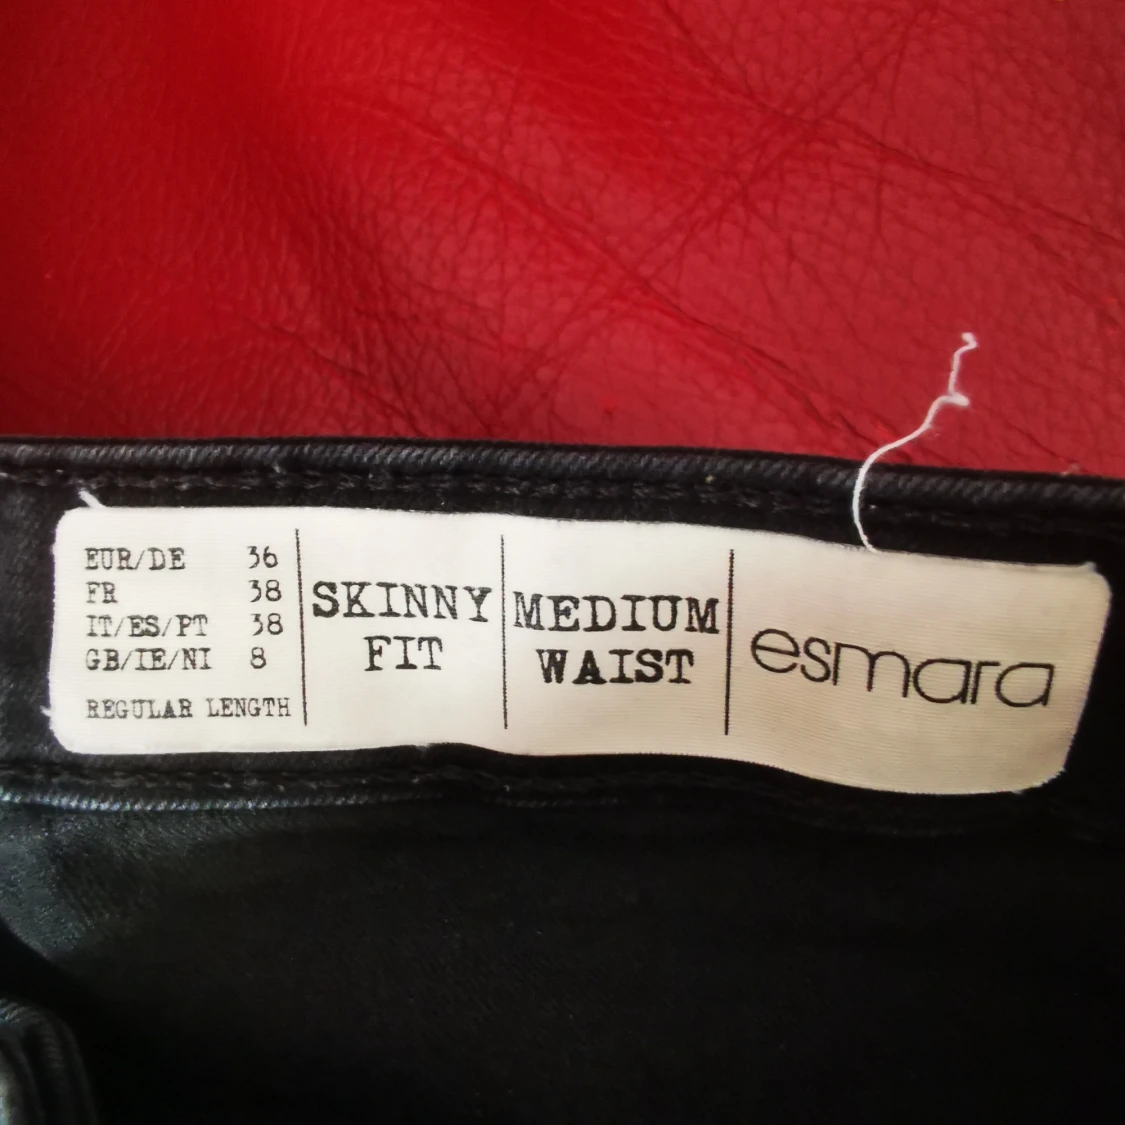 EUR/DE 36
FR 38
IT/ES/PT 38
GB/IE/NI 8
REGULAR LENGTH
SKINNY
FIT
MEDIUM
WAIST
esmara